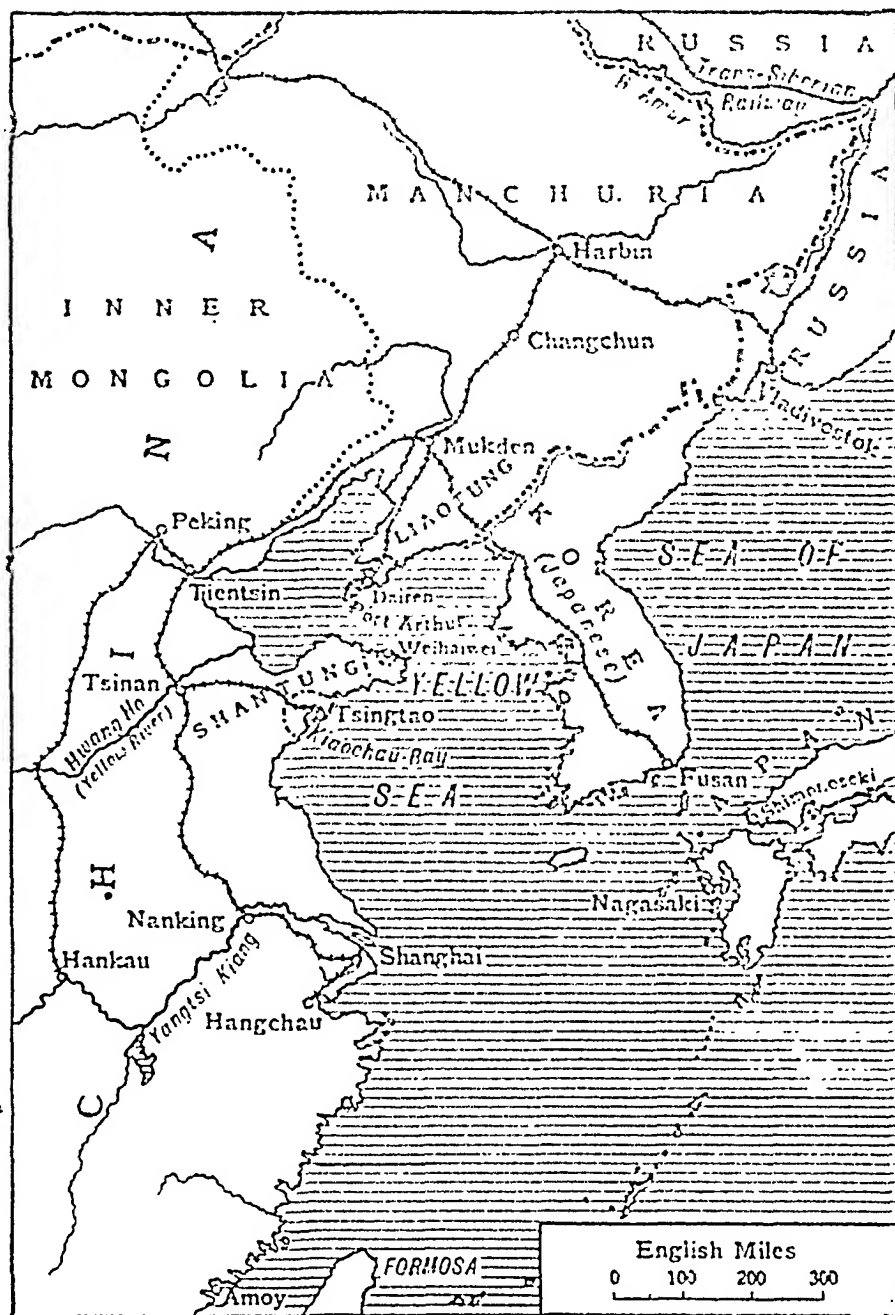 RUSSIA
Trans-Siberian
Railway
MANCHURIA
RUSSIA
Harbin
INNER
MONGOLIA
Changchun
Vladivostok
Mukden
LIAOTUNG
Peking
KOREA
(Japanese)
SEA OF
JAPAN
Tientsin
Dairen
Port Arthur
Weihaiwei
YELLOW
SEA
Tsinan
SHANTUNG
Tsingtao
Kiaochau Bay
Hwang Ho
(Yellow River)
Fusan
JAPAN
Shimoneseki
CHINA
Nanking
Nagasaki
Hankau
Shanghai
Yangtsi Kiang
Hangchau
FORMOSA
Amoy
English Miles
0 100 200 300